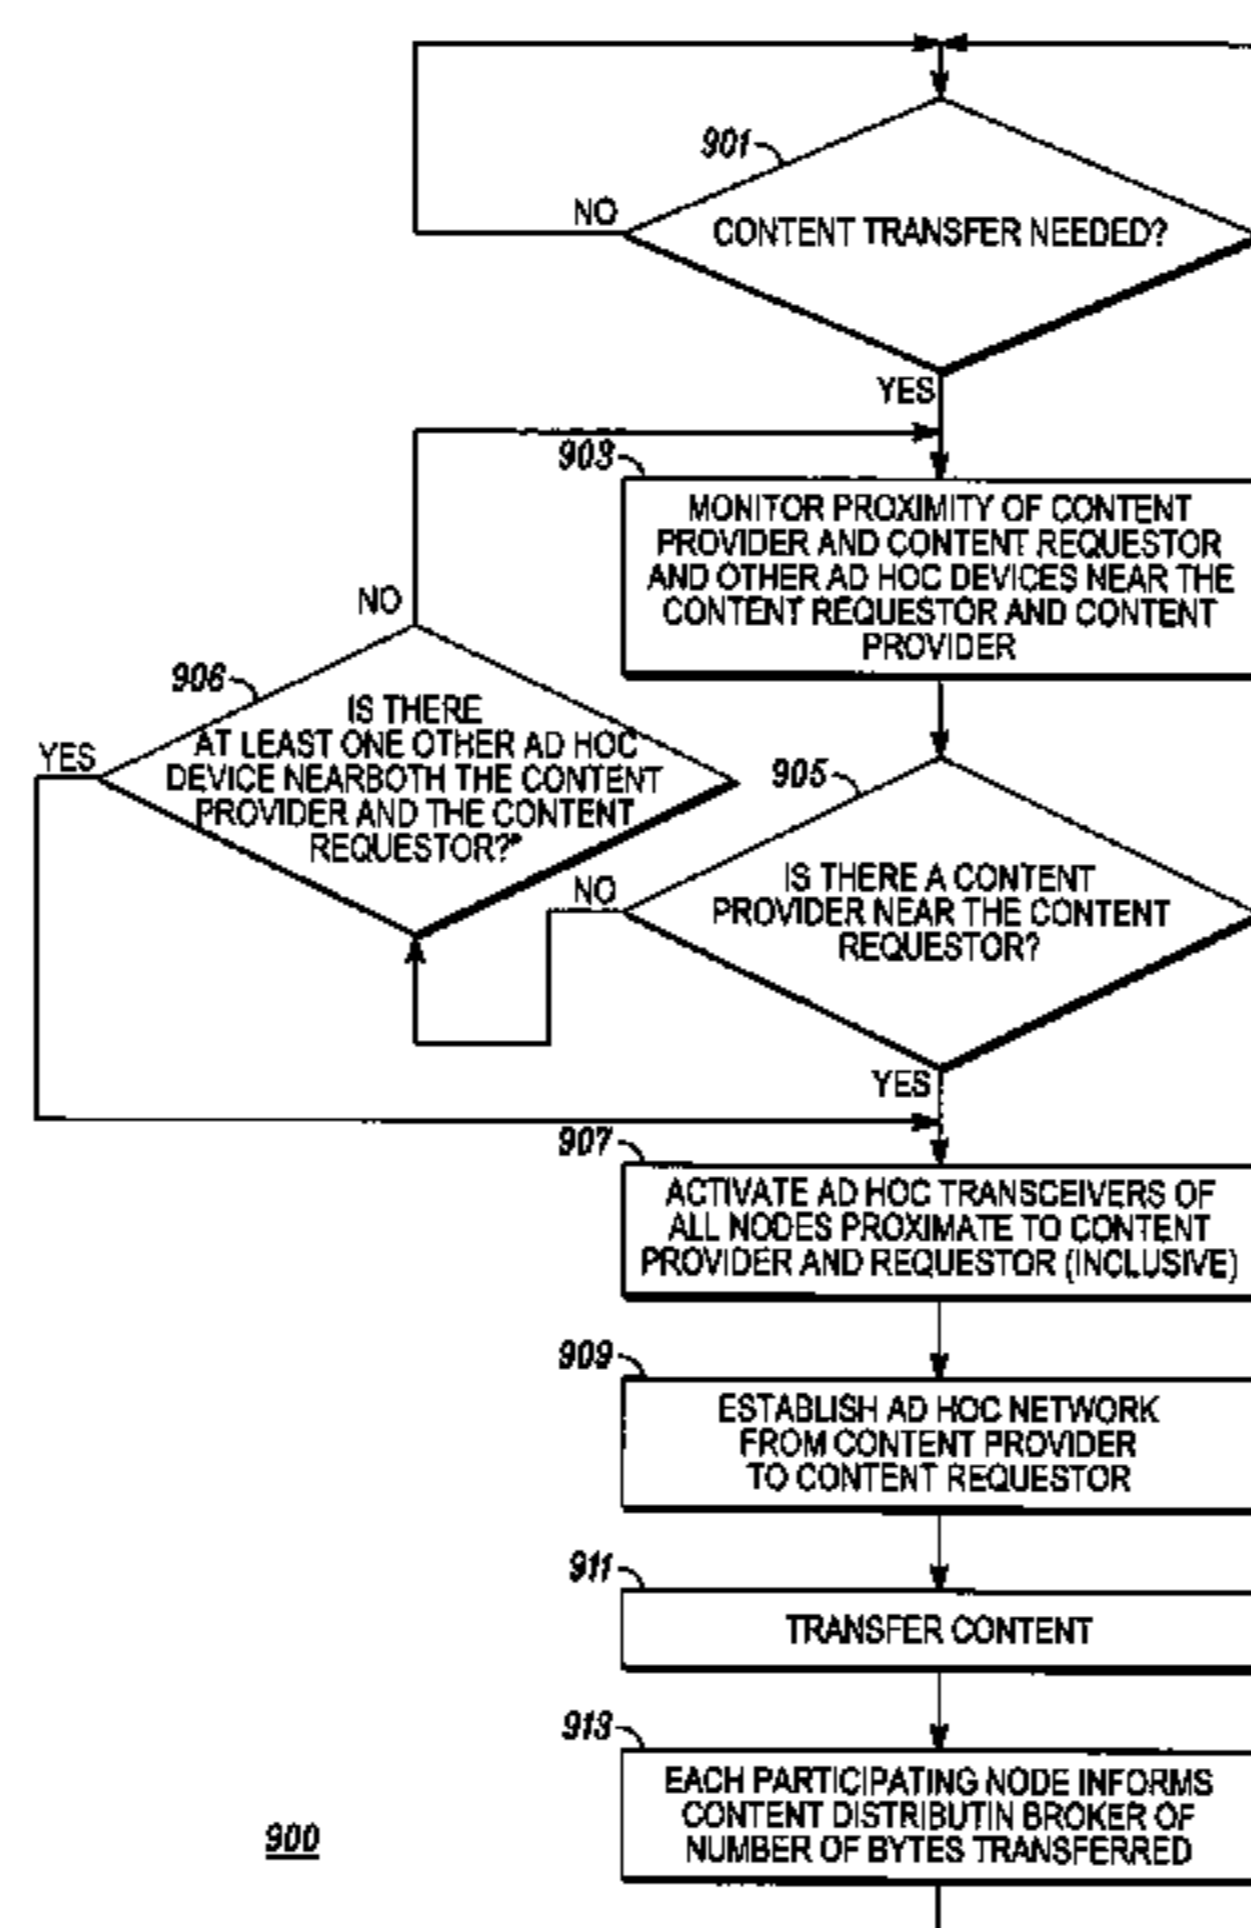 901
NO
CONTENT TRANSFER NEEDED?
YES
903
MONITOR PROXIMITY OF CONTENT
PROVIDER AND CONTENT REQUESTOR
AND OTHER AD HOC DEVICES NEAR THE
CONTENT REQUESTOR AND CONTENT
PROVIDER
NO
906
IS THERE
AT LEAST ONE OTHER AD HOC
DEVICE NEARBOTH THE CONTENT
PROVIDER AND THE CONTENT
REQUESTOR?*
YES
905
IS THERE A CONTENT
PROVIDER NEAR THE CONTENT
REQUESTOR?
NO
YES
907
ACTIVATE AD HOC TRANSCEIVERS OF
ALL NODES PROXIMATE TO CONTENT
PROVIDER AND REQUESTOR (INCLUSIVE)
909
ESTABLISH AD HOC NETWORK
FROM CONTENT PROVIDER
TO CONTENT REQUESTOR
911
TRANSFER CONTENT
913
EACH PARTICIPATING NODE INFORMS
CONTENT DISTRIBUTIN BROKER OF
NUMBER OF BYTES TRANSFERRED
900